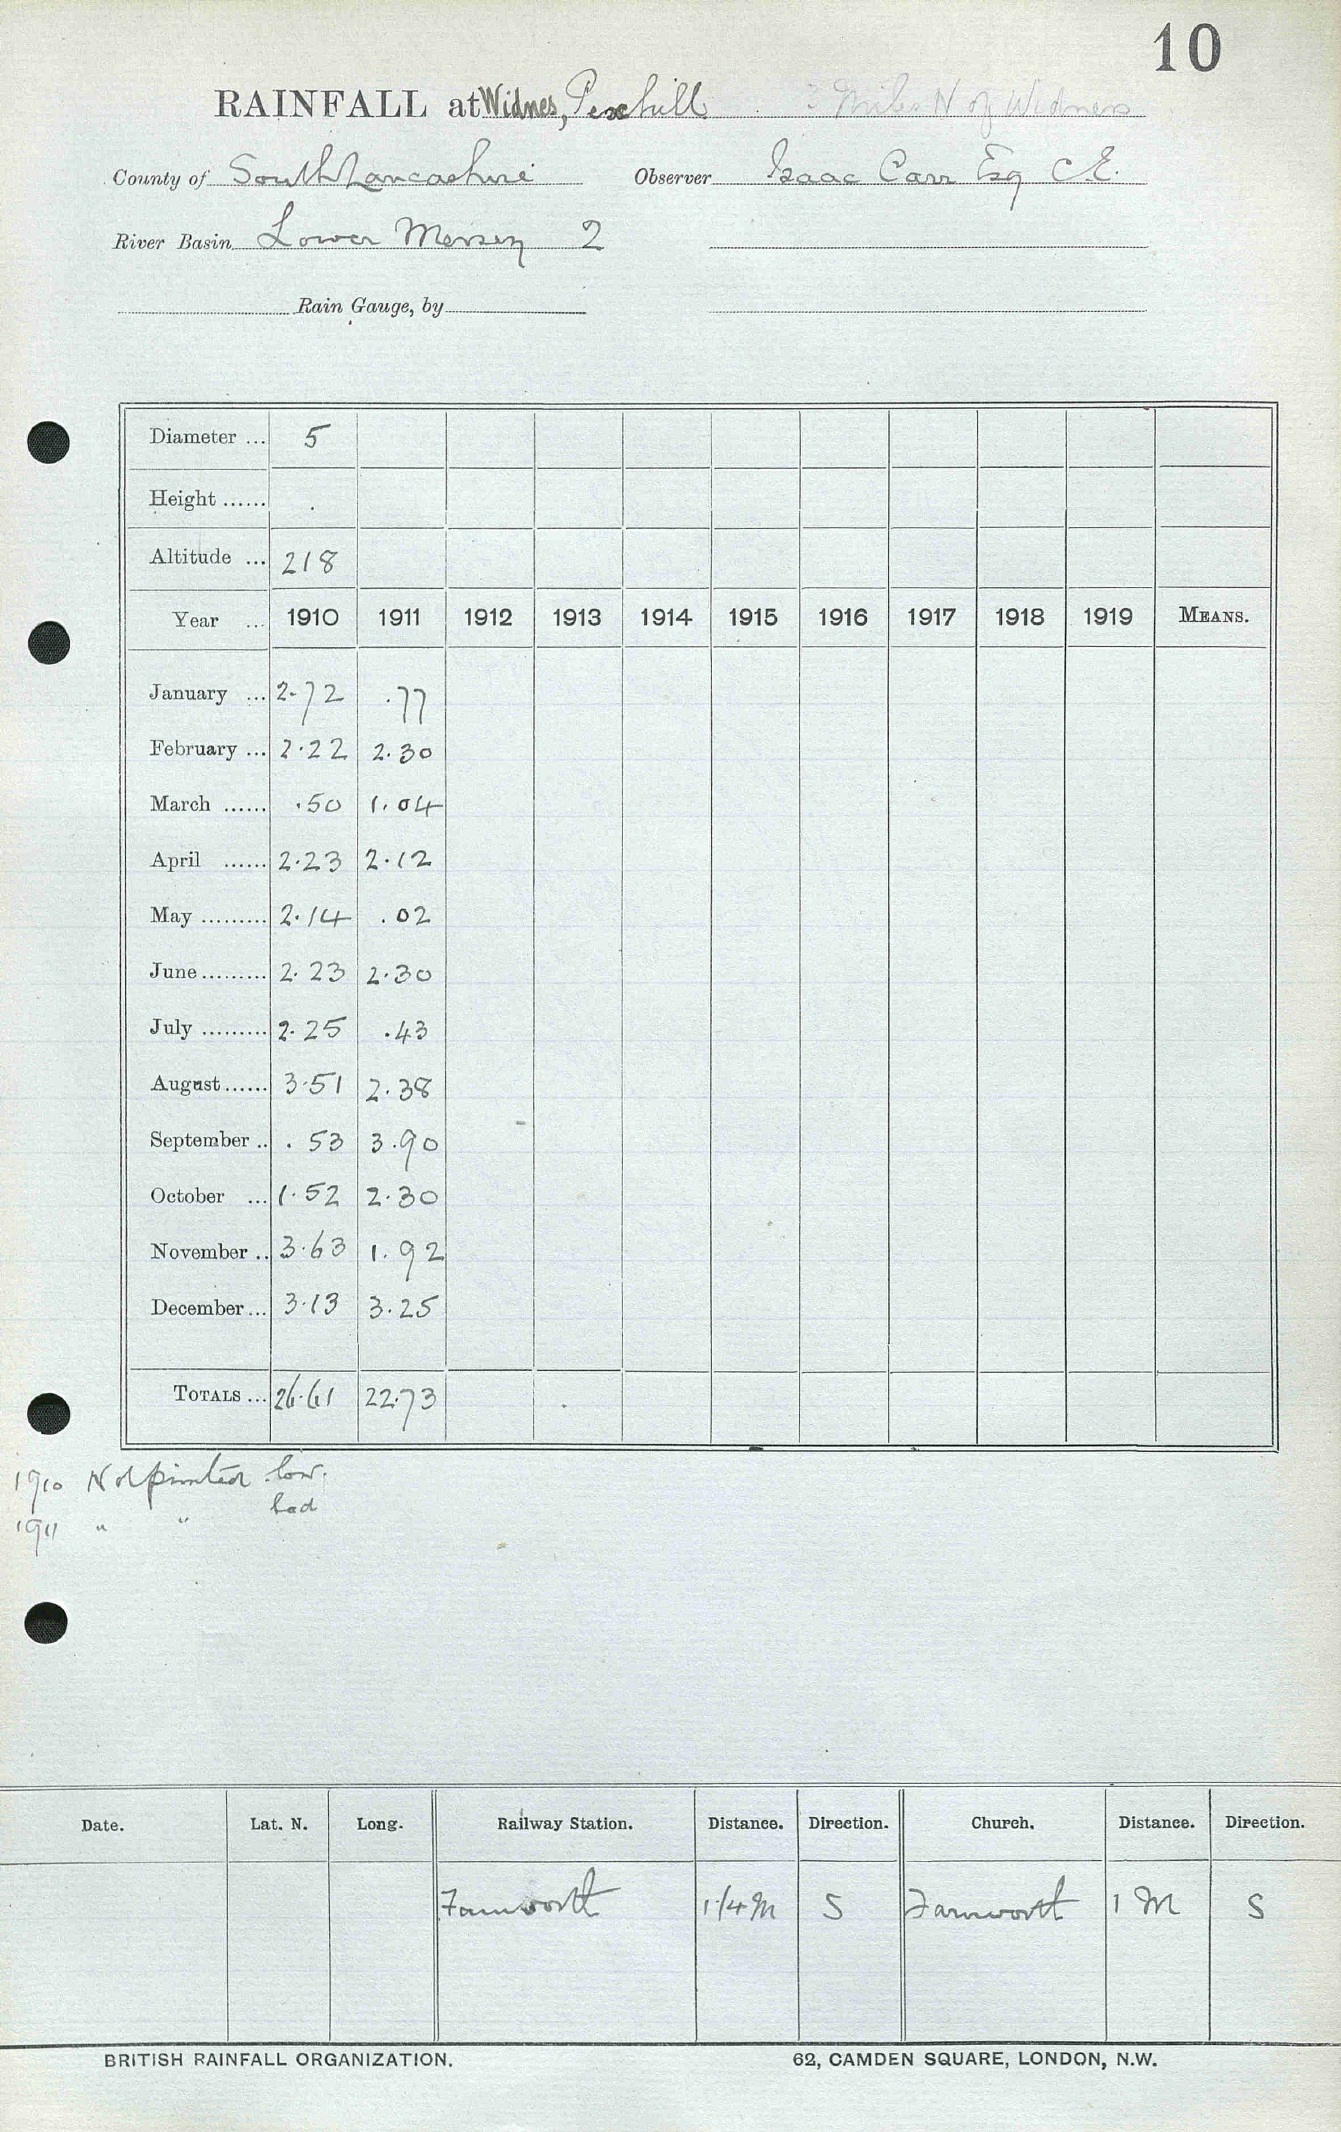 10
RAINFALL at Widnes, Pexhill 3 Miles N of Widnes
County of South Lancashire Observer Isaac Carr Esq C.E.
River Basin Lower Mersey 2
Rain Gauge, by
Diameter ... 5
Height ......
Altitude ... 218
Year ... 1910 1911 1912 1913 1914 1915 1916 1917 1918 1919 MEANS.
January ... 2.72 .77
February ... 2.22 2.30
March ...... .50 1.04
April ...... 2.23 2.12
May ......... 2.14 .02
June ......... 2.23 2.30
July ......... 2.25 .43
August ...... 3.51 2.38
September .. .53 3.90
October ... 1.52 2.30
November .. 3.63 1.92
December ... 3.13 3.25
TOTALS ... 26.61 22.73
1910 Not printed low.
1911 " " bad
Date. Lat. N. Long. Railway Station. Distance. Direction. Church. Distance. Direction.
Farnworth 1 1/4 M S Farnworth 1 M S
BRITISH RAINFALL ORGANIZATION. 62, CAMDEN SQUARE, LONDON, N.W.